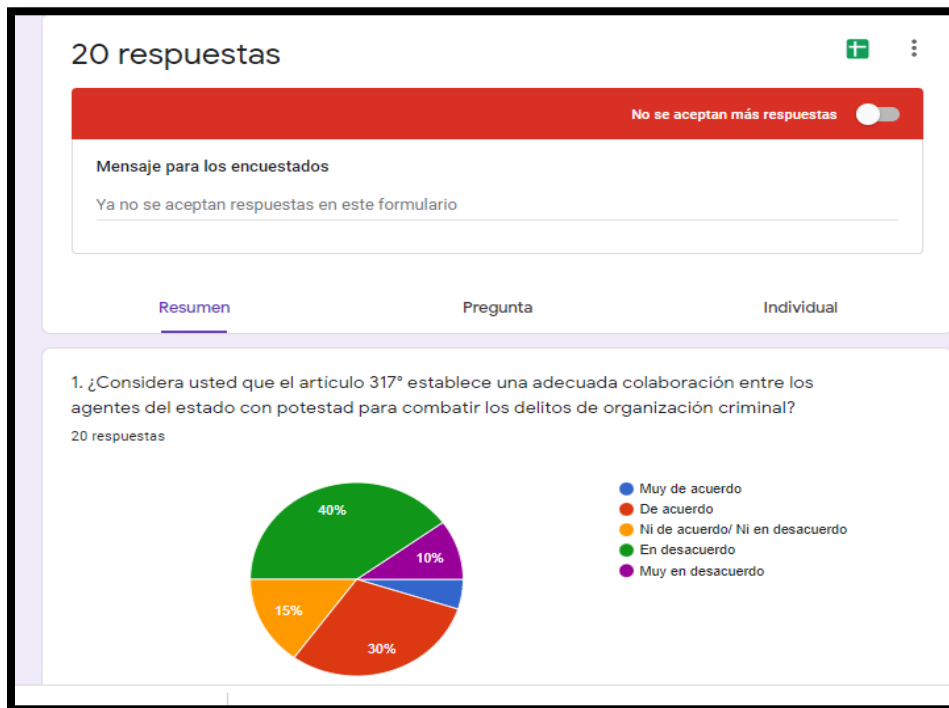 20 respuestas
No se aceptan más respuestas
Mensaje para los encuestados
Ya no se aceptan respuestas en este formulario
Resumen
Pregunta
Individual
1. ¿Considera usted que el artículo 317° establece una adecuada colaboración entre los
agentes del estado con potestad para combatir los delitos de organización criminal?
20 respuestas
40%
10%
15%
30%
Muy de acuerdo
De acuerdo
Ni de acuerdo/ Ni en desacuerdo
En desacuerdo
Muy en desacuerdo